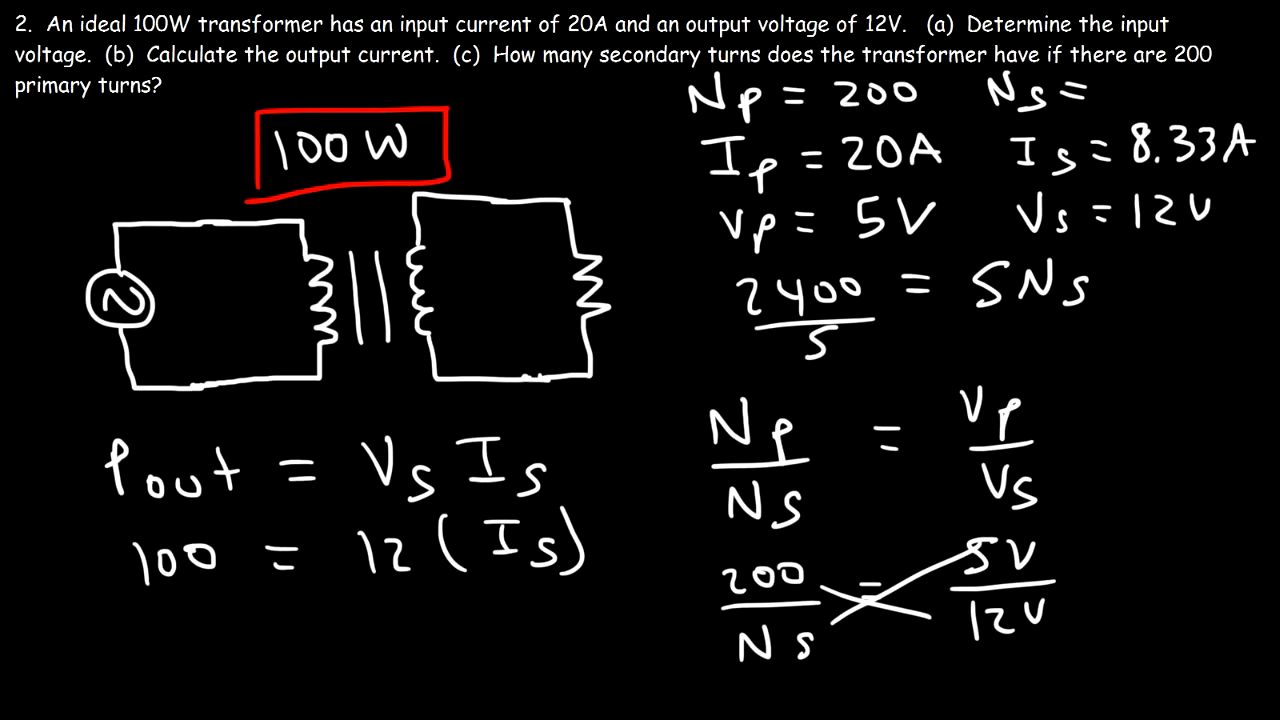 2. An ideal 100W transformer has an input current of 20A and an output voltage of 12V. (a) Determine the input
voltage. (b) Calculate the output current. (c) How many secondary turns does the transformer have if there are 200
primary turns?
Np = 200 Ns =
100 W
Ip = 20A Is = 8.33A
Vp = 5V Vs = 12V
2400/5 = 5Ns
Np/Ns = Vp/Vs
Pout = Vs Is
100 = 12 (Is)
200/Ns = 5V/12V